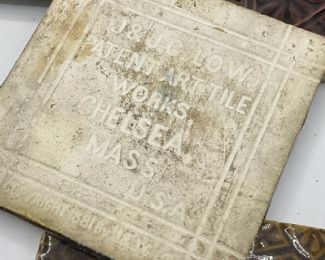 J. & J.G. LOW.
PATENT ART TILE
WORKS
CHELSEA,
MASS.
U.S.A.
COPYRIGHT